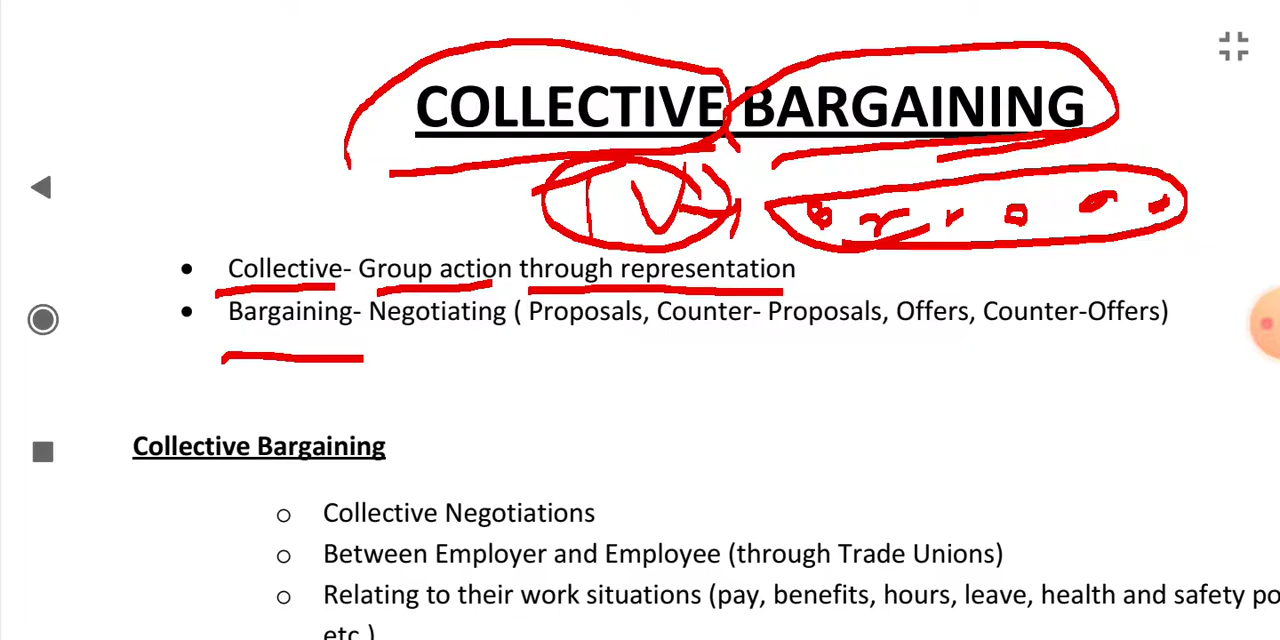 COLLECTIVE BARGAINING
• Collective- Group action through representation
• Bargaining- Negotiating ( Proposals, Counter- Proposals, Offers, Counter-Offers)
Collective Bargaining
o Collective Negotiations
o Between Employer and Employee (through Trade Unions)
o Relating to their work situations (pay, benefits, hours, leave, health and safety po
etc.)